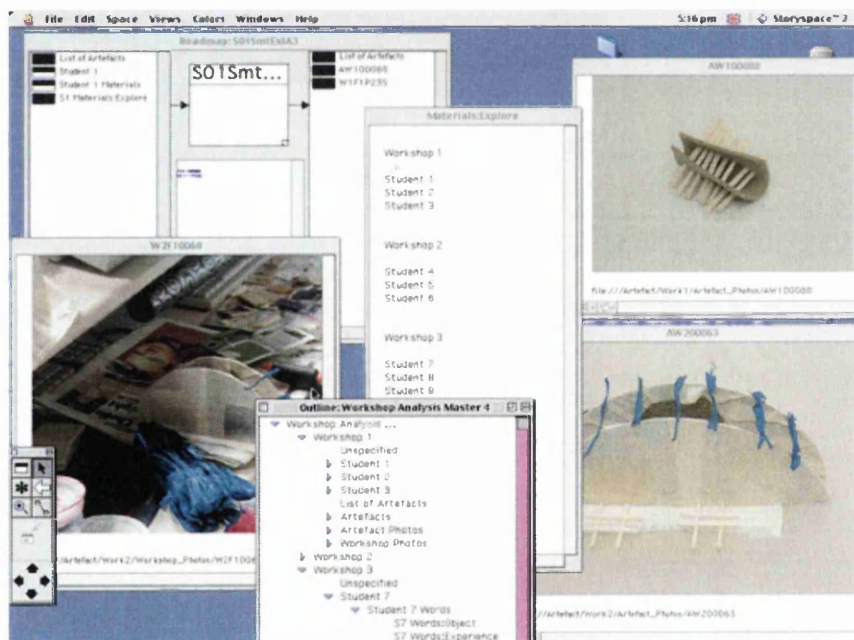 File Edit Space Views Colors Windows Help
5:16 pm
Storyspace™ 2
Roadmap: S01SmtExIA3
List of Artefacts
Student 1
Student 1 Materials
S1 Materials:Explore
S01Smt...
List of Artefacts
AW100088
W1F1P235
AW100088
file:///Artefact/Work1/Artefact_Photos/AW100088
Materials:Explore
Workshop 1
Student 1
Student 2
Student 3
Workshop 2
Student 4
Student 5
Student 6
Workshop 3
Student 7
Student 8
Student 9
W2F10068
/Artefact/Work2/Workshop_Photos/W2F1006
AW200063
//Artefact/Work2/Artefact_Photos/AW200063
Outline: Workshop Analysis Master 4
Workshop Analysis ...
Workshop 1
Unspecified
Student 1
Student 2
Student 3
List of Artefacts
Artefacts
Artefact Photos
Workshop Photos
Workshop 2
Workshop 3
Unspecified
Student 7
Student 7 Words
S7 Words:Object
S7 Words:Experience